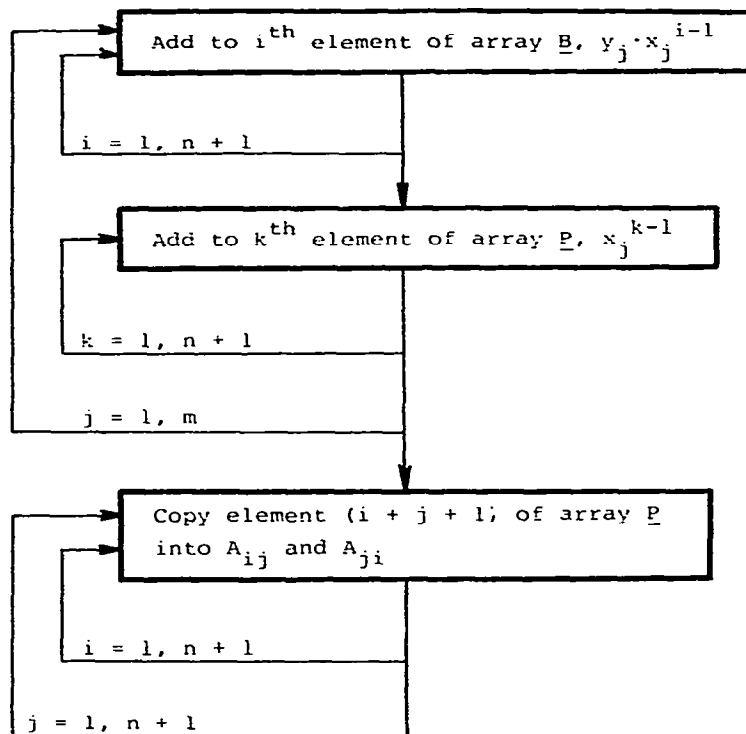 Add to i^th element of array B, y_j·x_j^i-1
i = 1, n + 1
Add to k^th element of array P, x_j^k-1
k = 1, n + 1
j = 1, m
Copy element (i + j + 1) of array P
into A_ij and A_ji
i = 1, n + 1
j = 1, n + 1